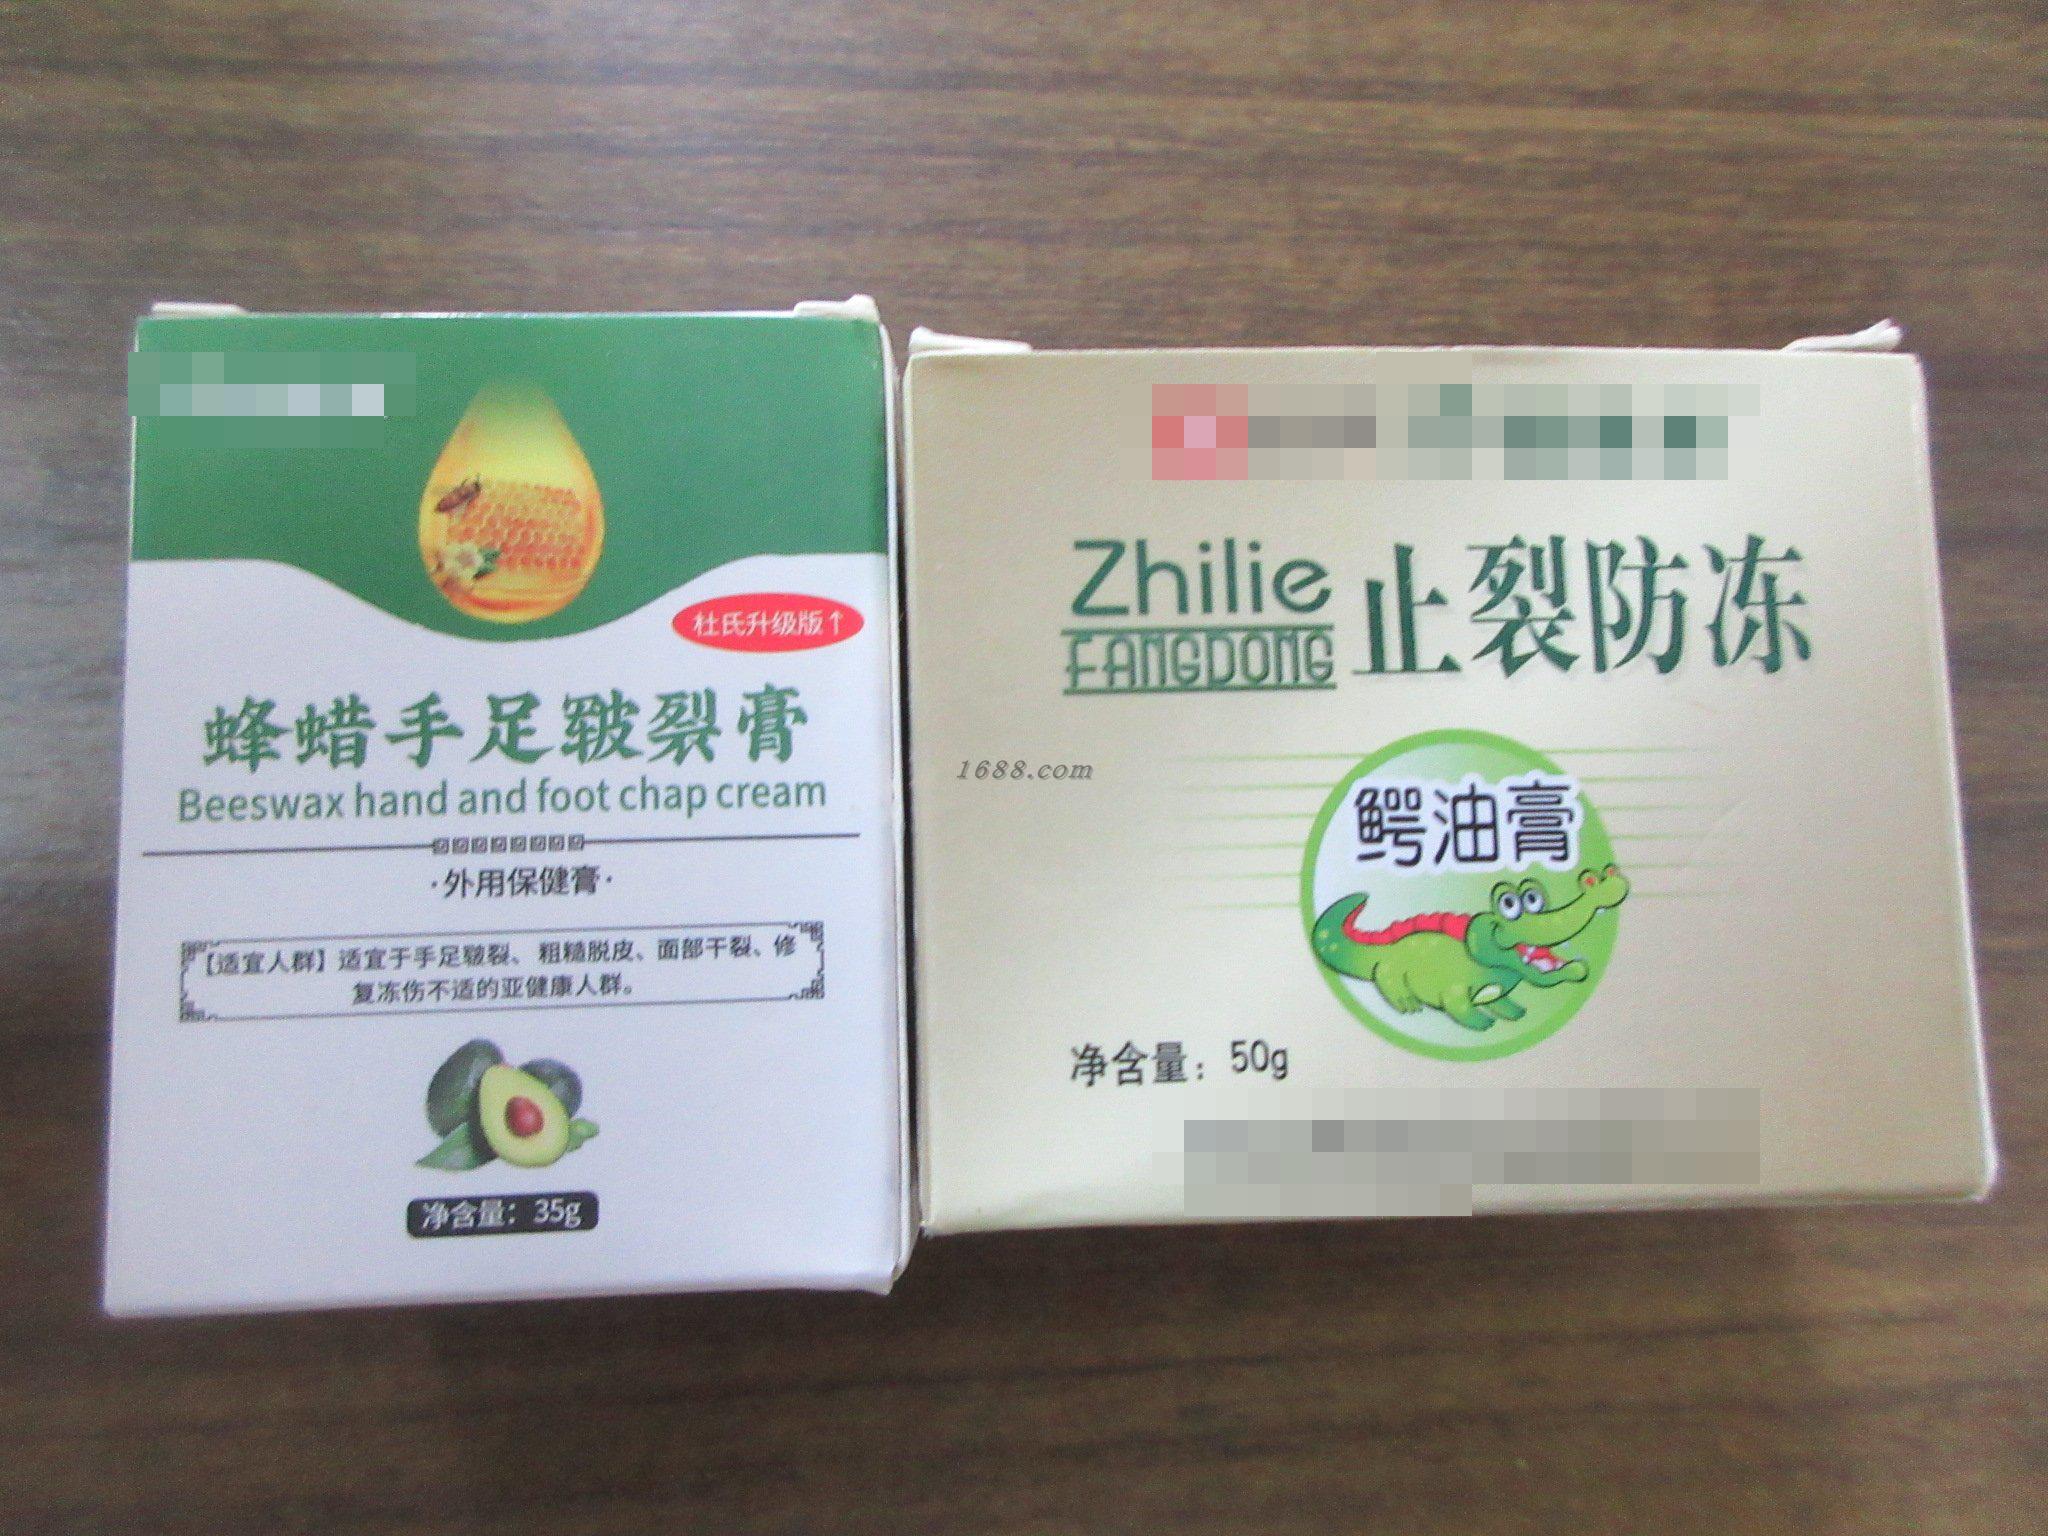 杜氏升级版↑
蜂蜡手足皲裂膏
Beeswax hand and foot chap cream
·外用保健膏·
【适宜人群】适宜于手足皲裂、粗糙脱皮、面部干裂、修
复冻伤不适的亚健康人群。
净含量：35g
Zhilie
FANGDONG
止裂防冻
1688.com
鳄油膏
净含量：50g